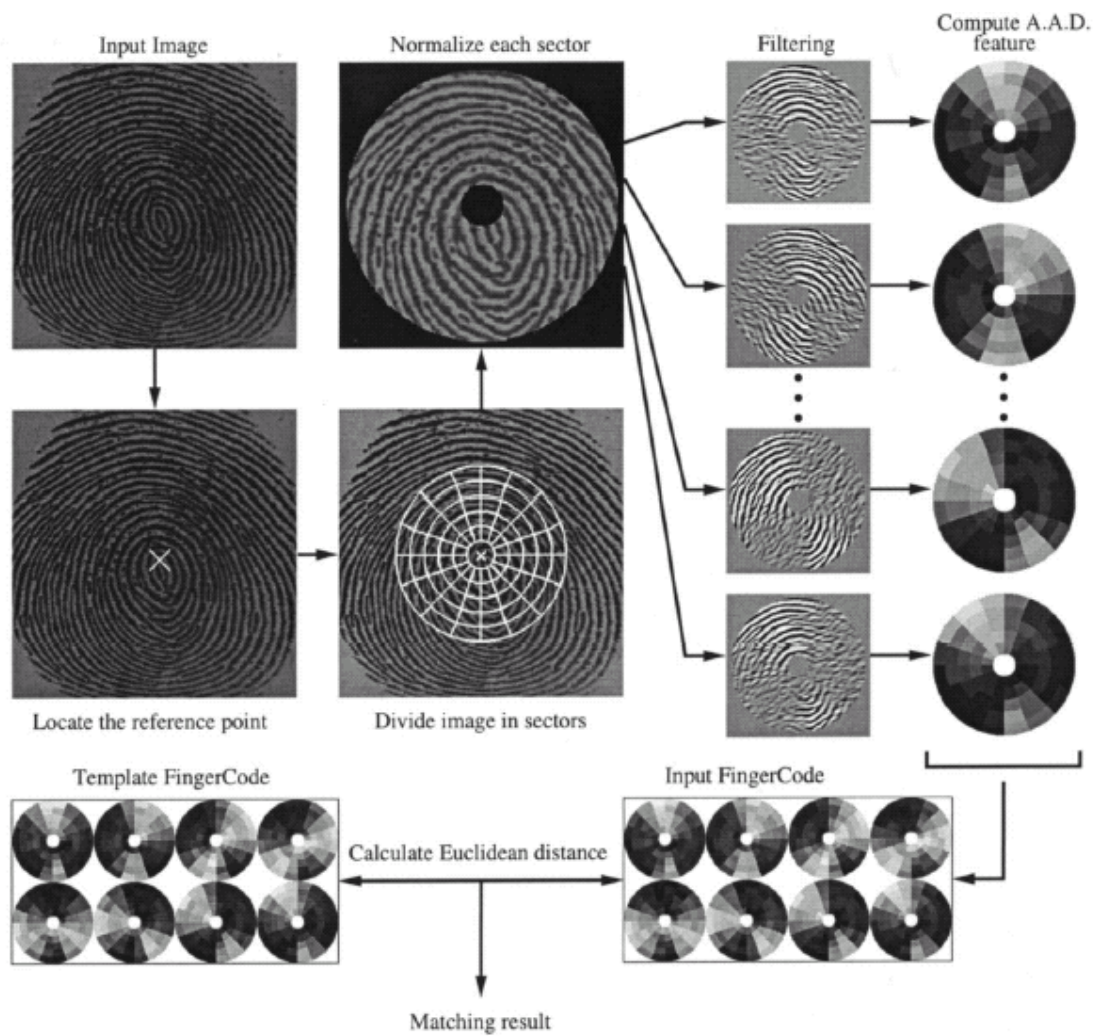 Input Image
Normalize each sector
Filtering
Compute A.A.D.
feature
Locate the reference point
Divide image in sectors
Template FingerCode
Input FingerCode
Calculate Euclidean distance
Matching result